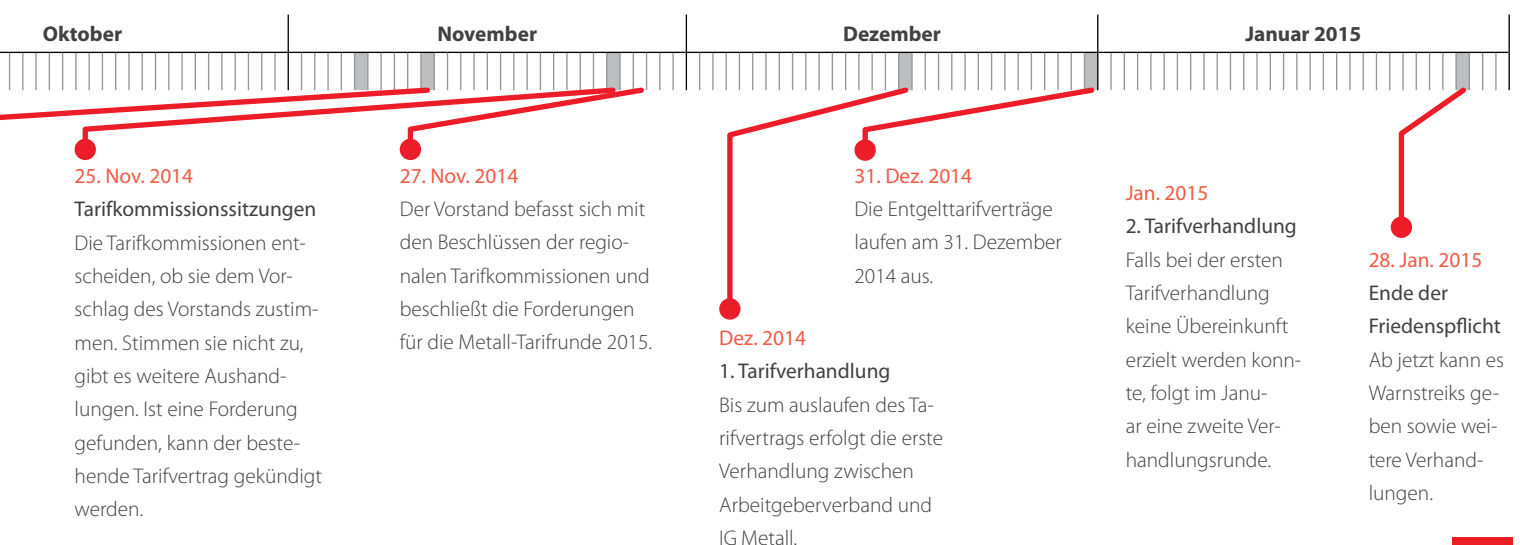 Oktober
November
Dezember
Januar 2015
25. Nov. 2014
Tarifkommissionssitzungen
Die Tarifkommissionen ent-
scheiden, ob sie dem Vor-
schlag des Vorstands zustim-
men. Stimmen sie nicht zu,
gibt es weitere Aushand-
lungen. Ist eine Forderung
gefunden, kann der beste-
hende Tarifvertrag gekündigt
werden.
27. Nov. 2014
Der Vorstand befasst sich mit
den Beschlüssen der regio-
nalen Tarifkommissionen und
beschließt die Forderungen
für die Metall-Tarifrunde 2015.
Dez. 2014
1. Tarifverhandlung
Bis zum auslaufen des Ta-
rifvertrags erfolgt die erste
Verhandlung zwischen
Arbeitgeberverband und
IG Metall.
31. Dez. 2014
Die Entgelttarifverträge
laufen am 31. Dezember
2014 aus.
Jan. 2015
2. Tarifverhandlung
Falls bei der ersten
Tarifverhandlung
keine Übereinkunft
erzielt werden konn-
te, folgt im Janu-
ar eine zweite Ver-
handlungsrunde.
28. Jan. 2015
Ende der
Friedenspflicht
Ab jetzt kann es
Warnstreiks ge-
ben sowie wei-
tere Verhand-
lungen.